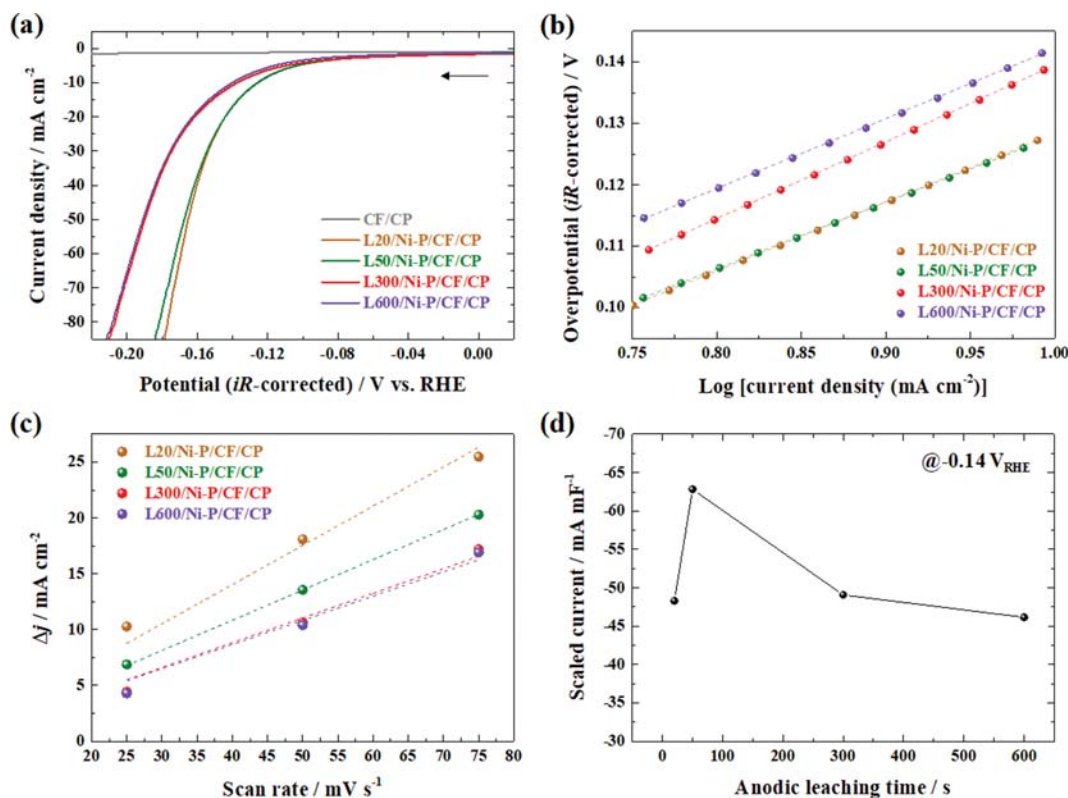 (a)
0
-10
-20
-30
-40
-50
-60
-70
-80
Current density / mA cm⁻²
CF/CP
L20/Ni-P/CF/CP
L50/Ni-P/CF/CP
L300/Ni-P/CF/CP
L600/Ni-P/CF/CP
-0.20 -0.16 -0.12 -0.08 -0.04 0.00
Potential (iR-corrected) / V vs. RHE
(b)
0.14
0.13
0.12
0.11
0.10
Overpotential (iR-corrected) / V
L20/Ni-P/CF/CP
L50/Ni-P/CF/CP
L300/Ni-P/CF/CP
L600/Ni-P/CF/CP
0.75 0.80 0.85 0.90 0.95 1.00
Log [current density (mA cm⁻²)]
(c)
25
20
15
10
5
0
Δj / mA cm⁻²
L20/Ni-P/CF/CP
L50/Ni-P/CF/CP
L300/Ni-P/CF/CP
L600/Ni-P/CF/CP
20 25 30 35 40 45 50 55 60 65 70 75 80
Scan rate / mV s⁻¹
(d)
-70
-65
-60
-55
-50
-45
-40
-35
-30
Scaled current / mA mF⁻¹
@-0.14 V_RHE
0 100 200 300 400 500 600
Anodic leaching time / s